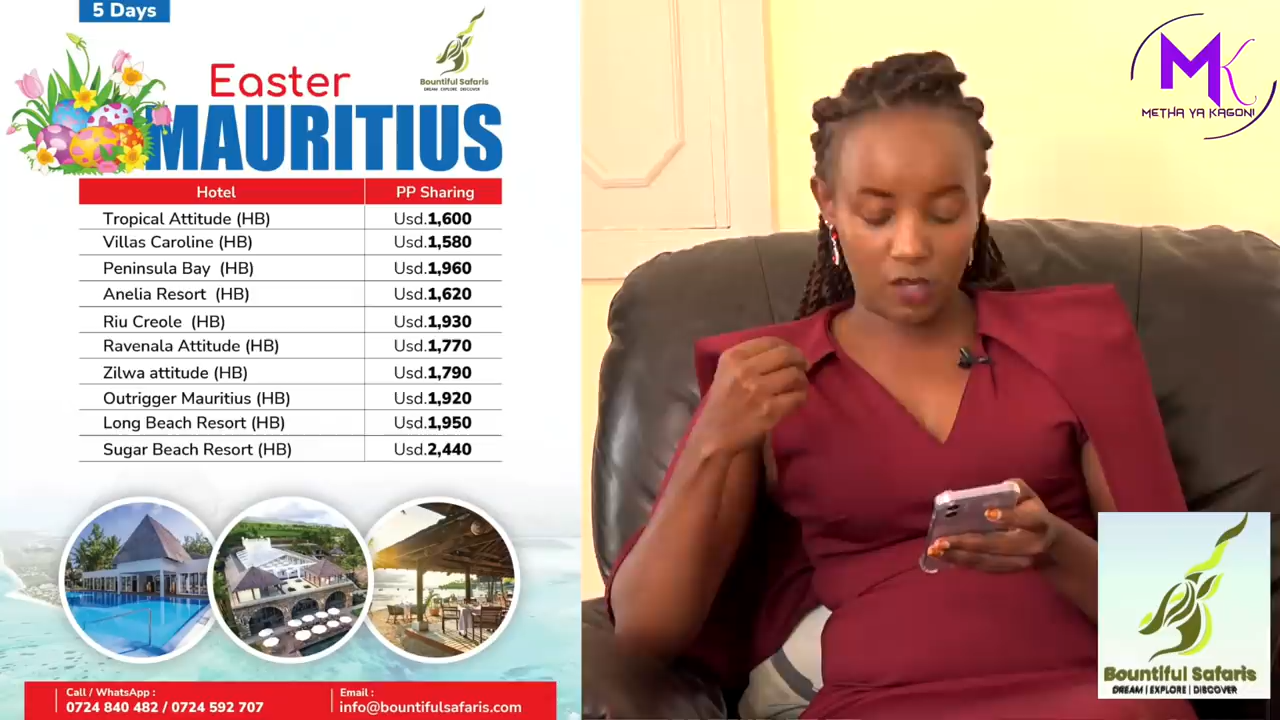 5 Days
Bountiful Safaris
DREAM EXPLORE DISCOVER
Easter
MAURITIUS
Hotel PP Sharing
Tropical Attitude (HB) Usd.1,600
Villas Caroline (HB) Usd.1,580
Peninsula Bay (HB) Usd.1,960
Anelia Resort (HB) Usd.1,620
Riu Creole (HB) Usd.1,930
Ravenala Attitude (HB) Usd.1,770
Zilwa attitude (HB) Usd.1,790
Outrigger Mauritius (HB) Usd.1,920
Long Beach Resort (HB) Usd.1,950
Sugar Beach Resort (HB) Usd.2,440
Call / WhatsApp :
0724 840 482 / 0724 592 707
Email :
info@bountifulsafaris.com
MK
METHA YA KAGONI
Bountiful Safaris
DREAM | EXPLORE | DISCOVER